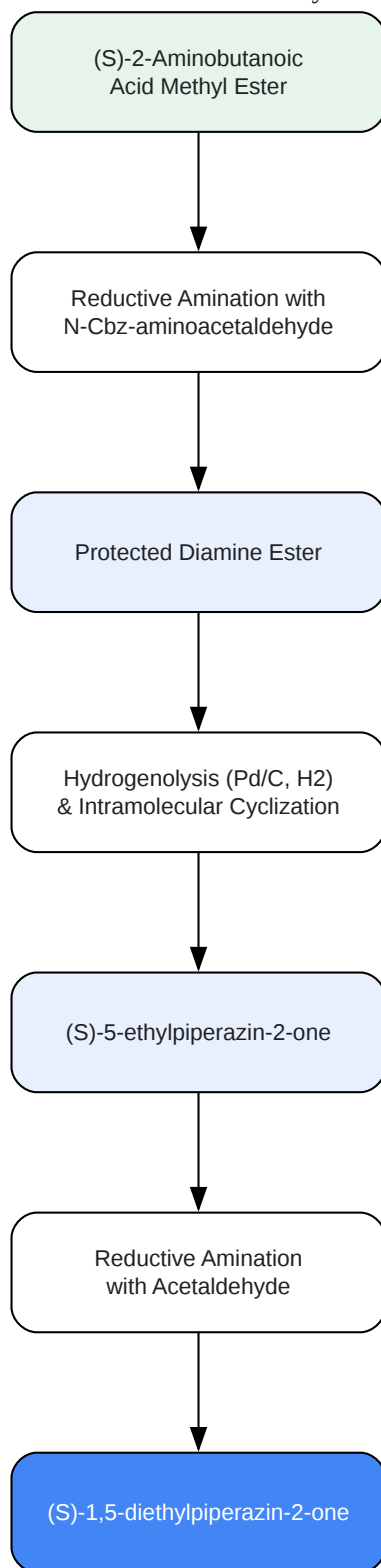 (S)-2-Aminobutanoic
Acid Methyl Ester
Reductive Amination with
N-Cbz-aminoacetaldehyde
Protected Diamine Ester
Hydrogenolysis (Pd/C, H2)
& Intramolecular Cyclization
(S)-5-ethylpiperazin-2-one
Reductive Amination
with Acetaldehyde
(S)-1,5-diethylpiperazin-2-one